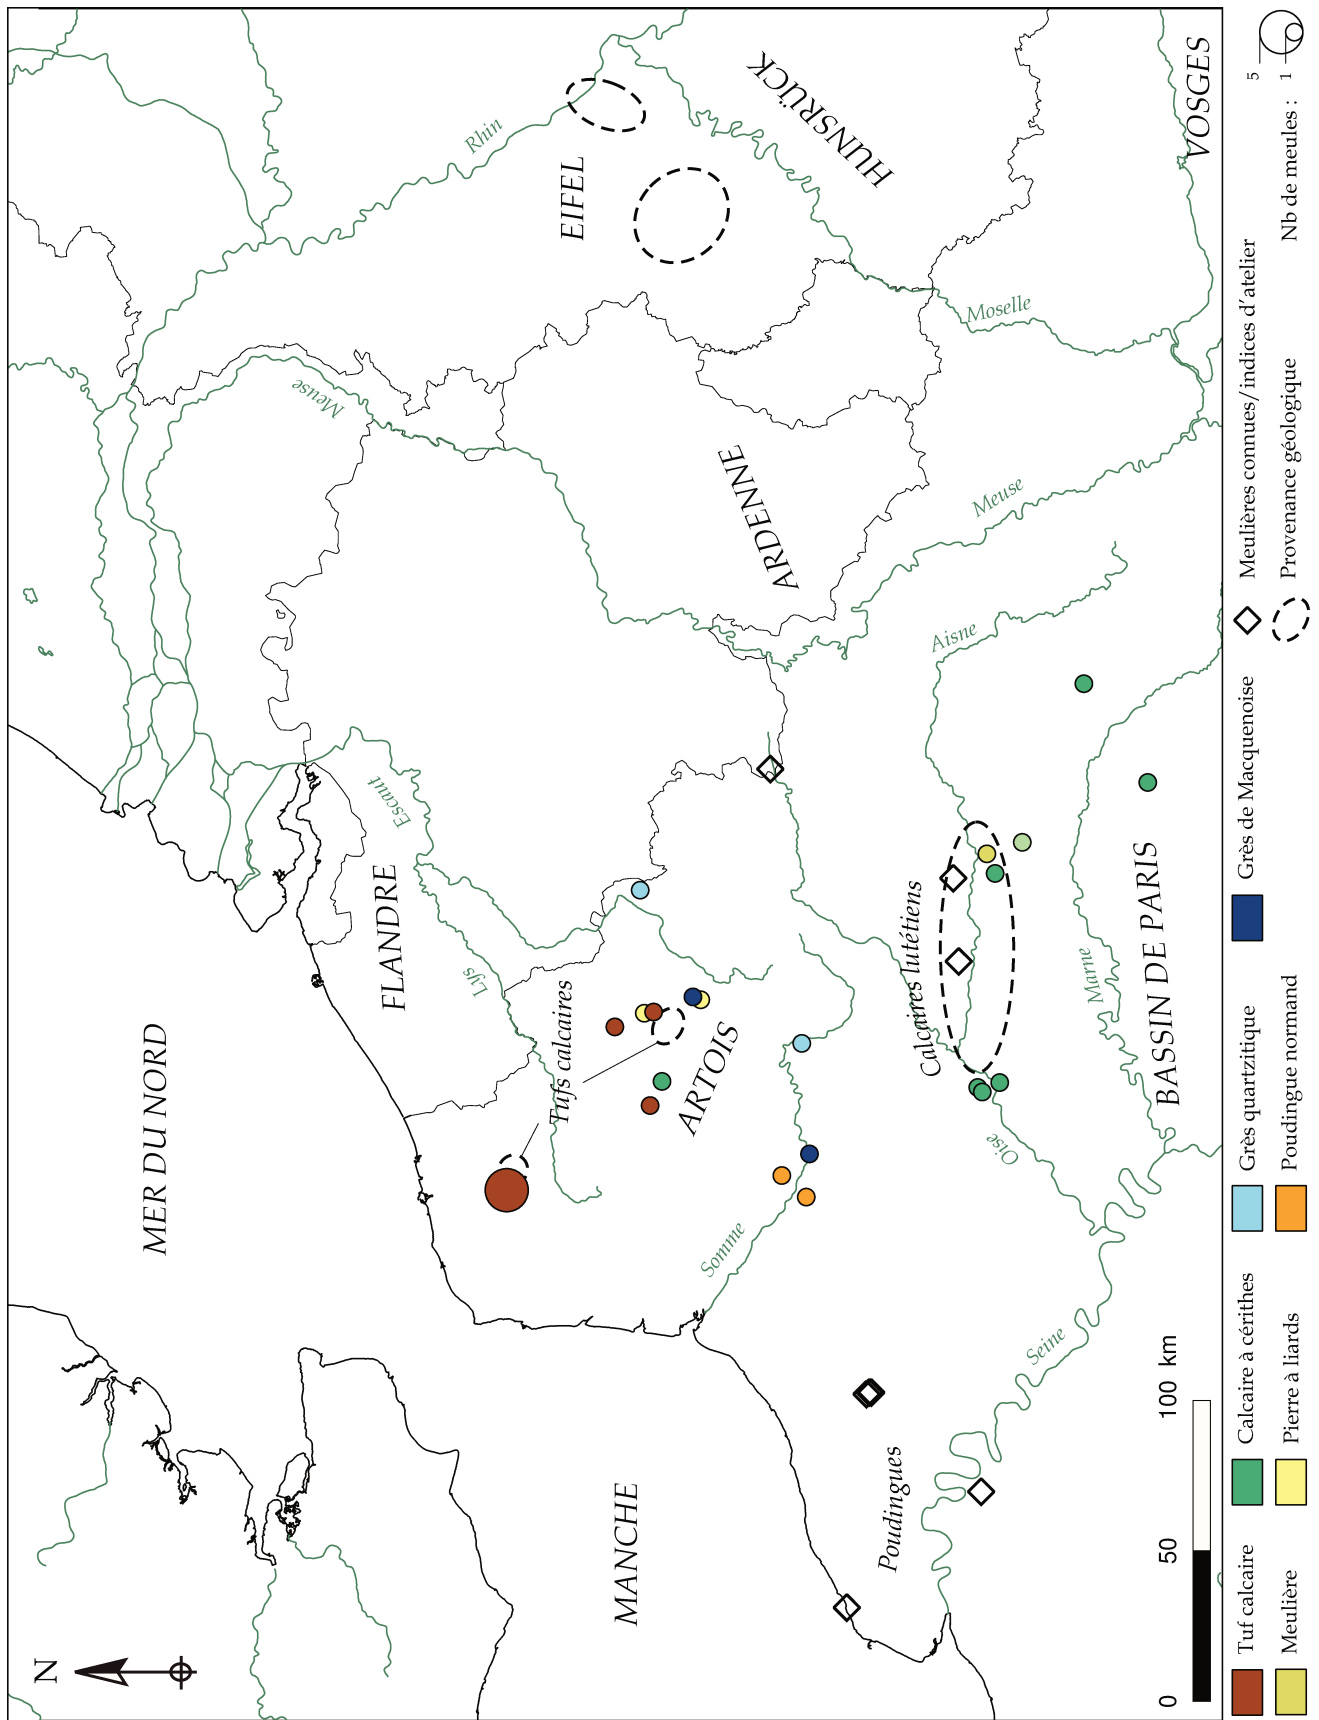 N
MER DU NORD
MANCHE
FLANDRE
ARTOIS
EIFEL
HUNSRÜCK
ARDENNE
VOSGES
BASSIN DE PARIS
Rhin
Meuse
Escaut
Lys
Moselle
Meuse
Aisne
Somme
Oise
Marne
Seine
Tufs calcaires
Calcaires lutétiens
Poudingues
0 50 100 km
Tuf calcaire
Calcaire à cérithes
Grès quartzitique
Grès de Macquenoise
Meulières connues/indices d'atelier
Meulière
Pierre à liards
Poudingue normand
Provenance géologique
Nb de meules :
5
1